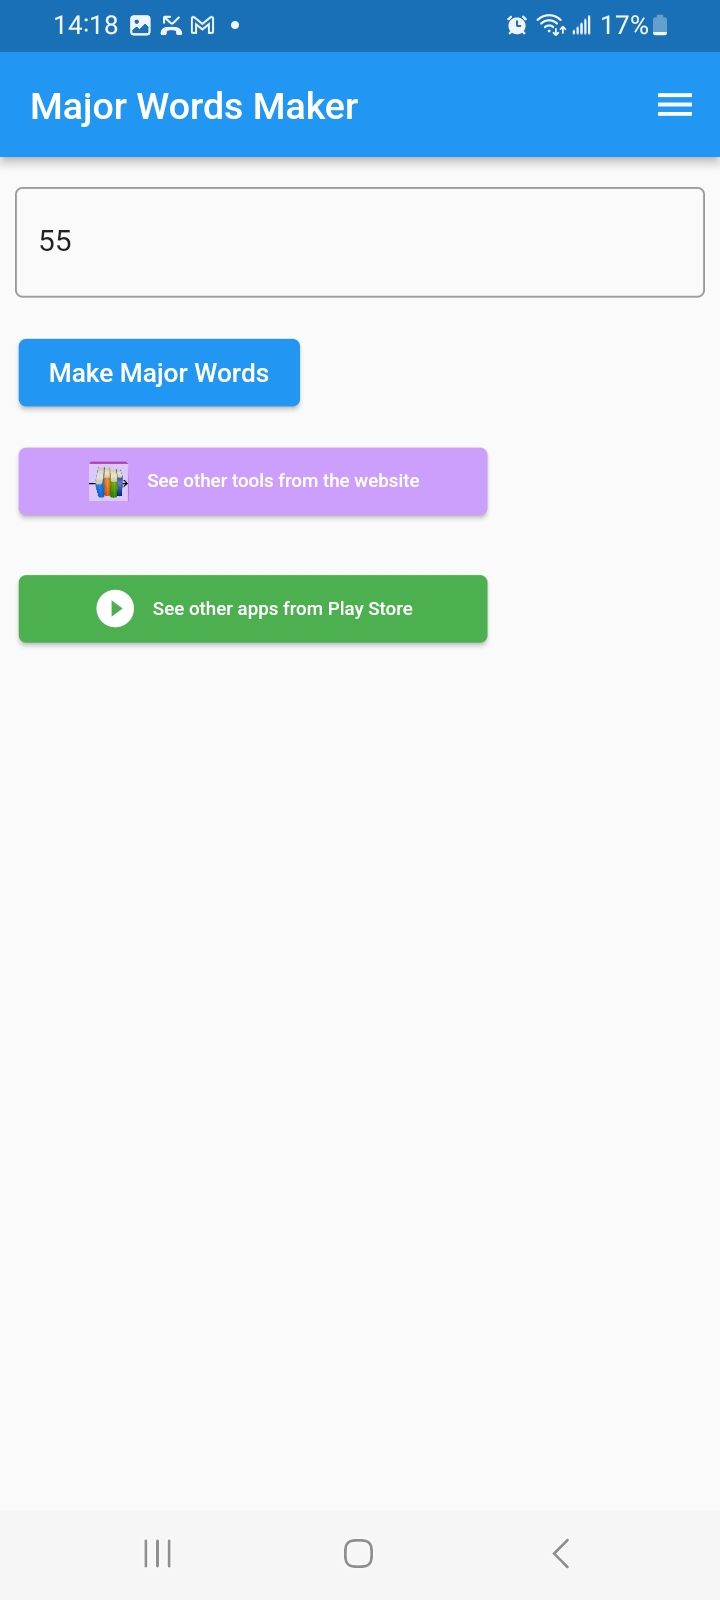 14:18 17%
Major Words Maker
55
Make Major Words
See other tools from the website
See other apps from Play Store